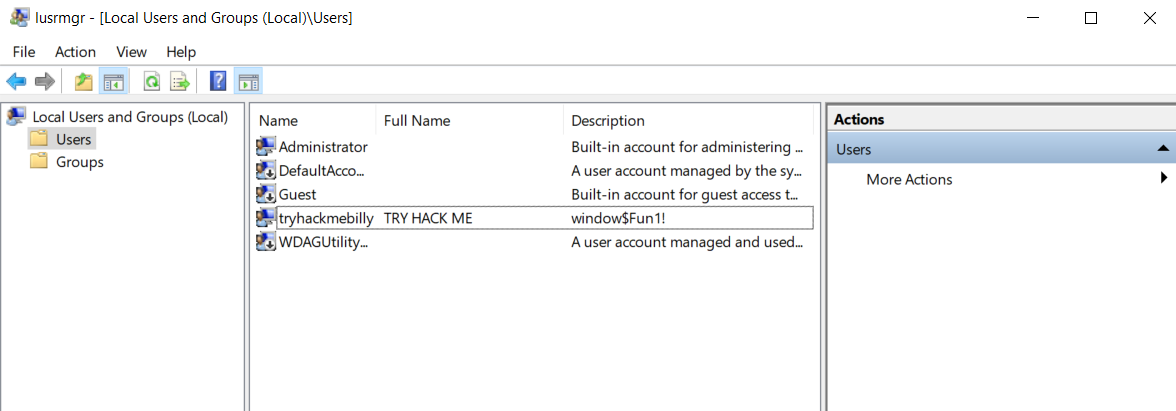 lusrmgr - [Local Users and Groups (Local)\Users]
File Action View Help
Local Users and Groups (Local)
Users
Groups
Name Full Name Description
Administrator Built-in account for administering ...
DefaultAcco... A user account managed by the sy...
Guest Built-in account for guest access t...
tryhackmebilly TRY HACK ME window$Fun1!
WDAGUtility... A user account managed and used...
Actions
Users
More Actions